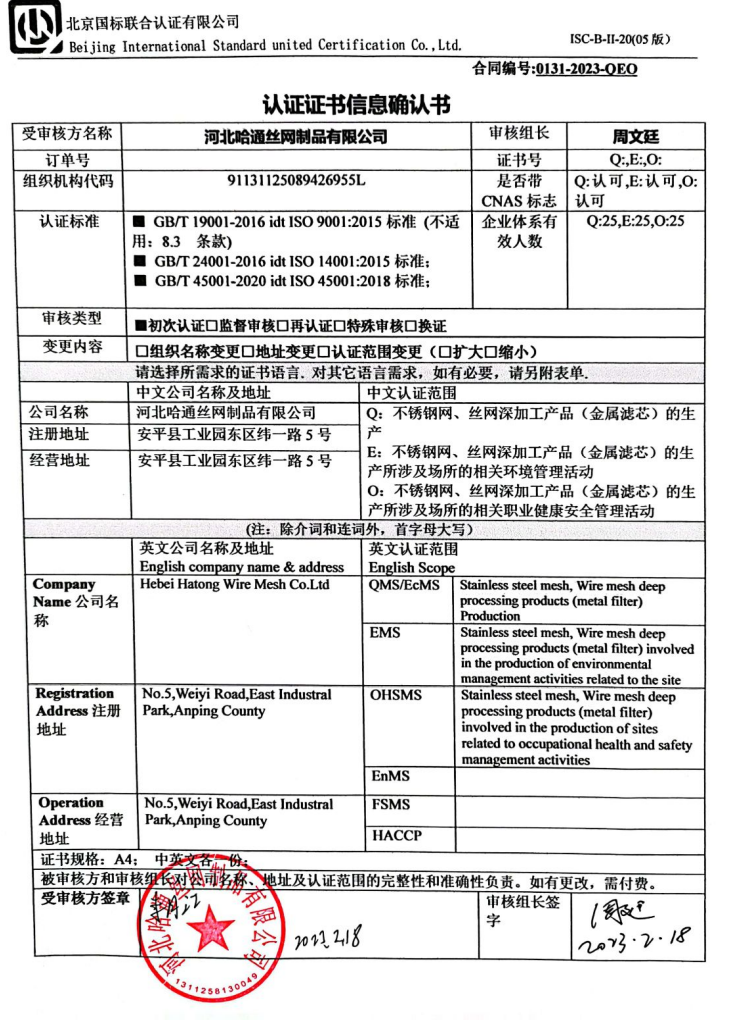 北京国标联合认证有限公司
Beijing International Standard united Certification Co.,Ltd.
ISC-B-II-20(05 版)
合同编号:0131-2023-QEO
认证证书信息确认书
受审核方名称 河北哈通丝网制品有限公司 审核组长 周文廷
订单号 证书号 Q:,E:,O:
组织机构代码 91131125089426955L 是否带 Q:认可,E:认可,O:
CNAS 标志 认可
认证标准 ■ GB/T 19001-2016 idt ISO 9001:2015 标准 (不适 企业体系有 Q:25,E:25,O:25
用: 8.3 条款) 效人数
■ GB/T 24001-2016 idt ISO 14001:2015 标准;
■ GB/T 45001-2020 idt ISO 45001:2018 标准;
审核类型 ■初次认证□监督审核□再认证□特殊审核□换证
变更内容 □组织名称变更□地址变更□认证范围变更（□扩大□缩小）
请选择所需求的证书语言. 对其它语言需求，如有必要，请另附表单.
中文公司名称及地址 中文认证范围
公司名称 河北哈通丝网制品有限公司
注册地址 安平县工业园东区纬一路 5 号
经营地址 安平县工业园东区纬一路 5 号
Q：不锈钢网、丝网深加工产品（金属滤芯）的生
产
E：不锈钢网、丝网深加工产品（金属滤芯）的生
产所涉及场所的相关环境管理活动
O：不锈钢网、丝网深加工产品（金属滤芯）的生
产所涉及场所的相关职业健康安全管理活动
(注：除介词和连词外，首字母大写）
英文公司名称及地址 英文认证范围
English company name & address English Scope
Company
Name 公司名
称
Hebei Hatong Wire Mesh Co.Ltd
QMS/EcMS
Stainless steel mesh, Wire mesh deep
processing products (metal filter)
Production
EMS
Stainless steel mesh, Wire mesh deep
processing products (metal filter) involved
in the production of environmental
management activities related to the site
Registration
Address 注册
地址
No.5,Weiyi Road,East Industral
Park,Anping County
OHSMS
Stainless steel mesh, Wire mesh deep
processing products (metal filter)
involved in the production of sites
related to occupational health and safety
management activities
EnMS
Operation
Address 经营
地址
No.5,Weiyi Road,East Industral
Park,Anping County
FSMS
HACCP
证书规格：A4； 中英文各 份;
被审核方和审核组长对公司名称、地址及认证范围的完整性和准确性负责。如有更改，需付费。
受审核方签章
2023.2.18
审核组长签
字
周文廷
2023.2.18
河北哈通丝网制品有限公司
1311258130049